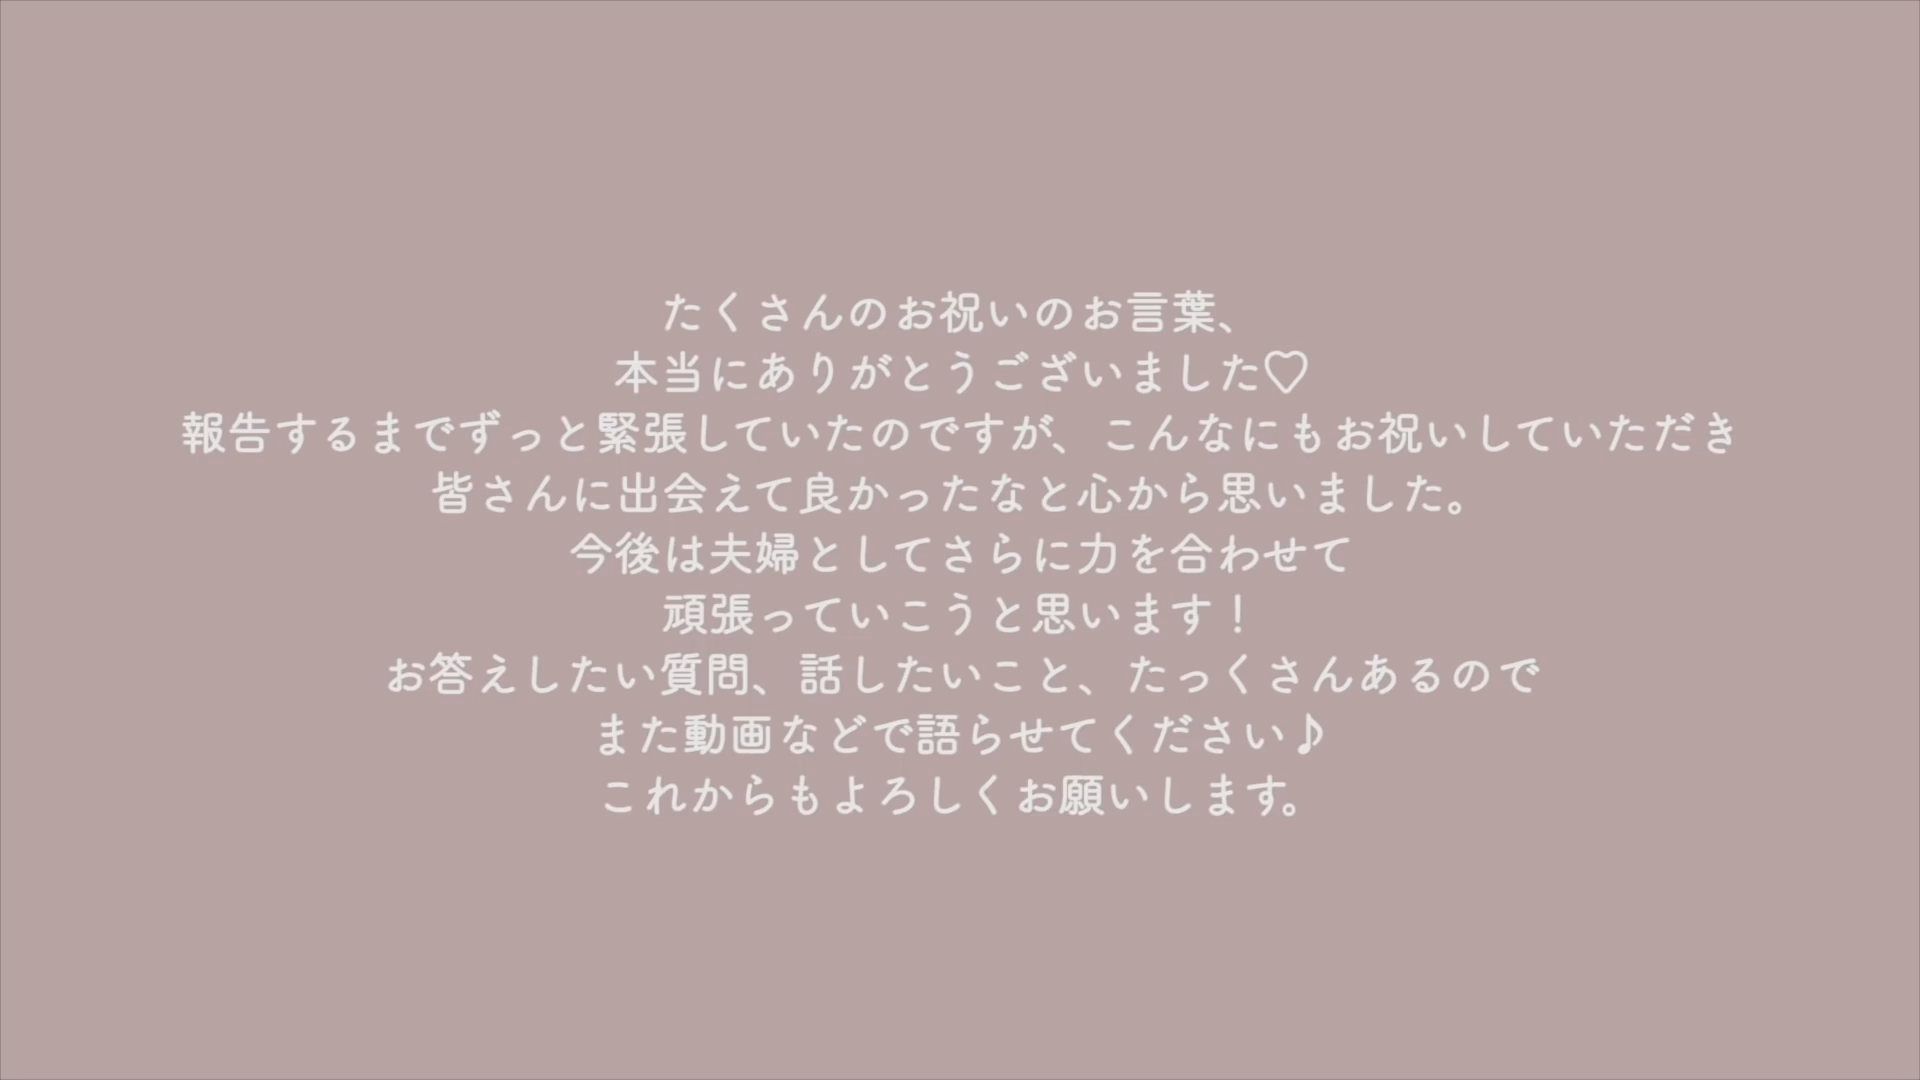 たくさんのお祝いのお言葉、
本当にありがとうございました♡
報告するまでずっと緊張していたのですが、こんなにもお祝いしていただき
皆さんに出会えて良かったなと心から思いました。
今後は夫婦としてさらに力を合わせて
頑張っていこうと思います！
お答えしたい質問、話したいこと、たっくさんあるので
また動画などで語らせてください♪
これからもよろしくお願いします。